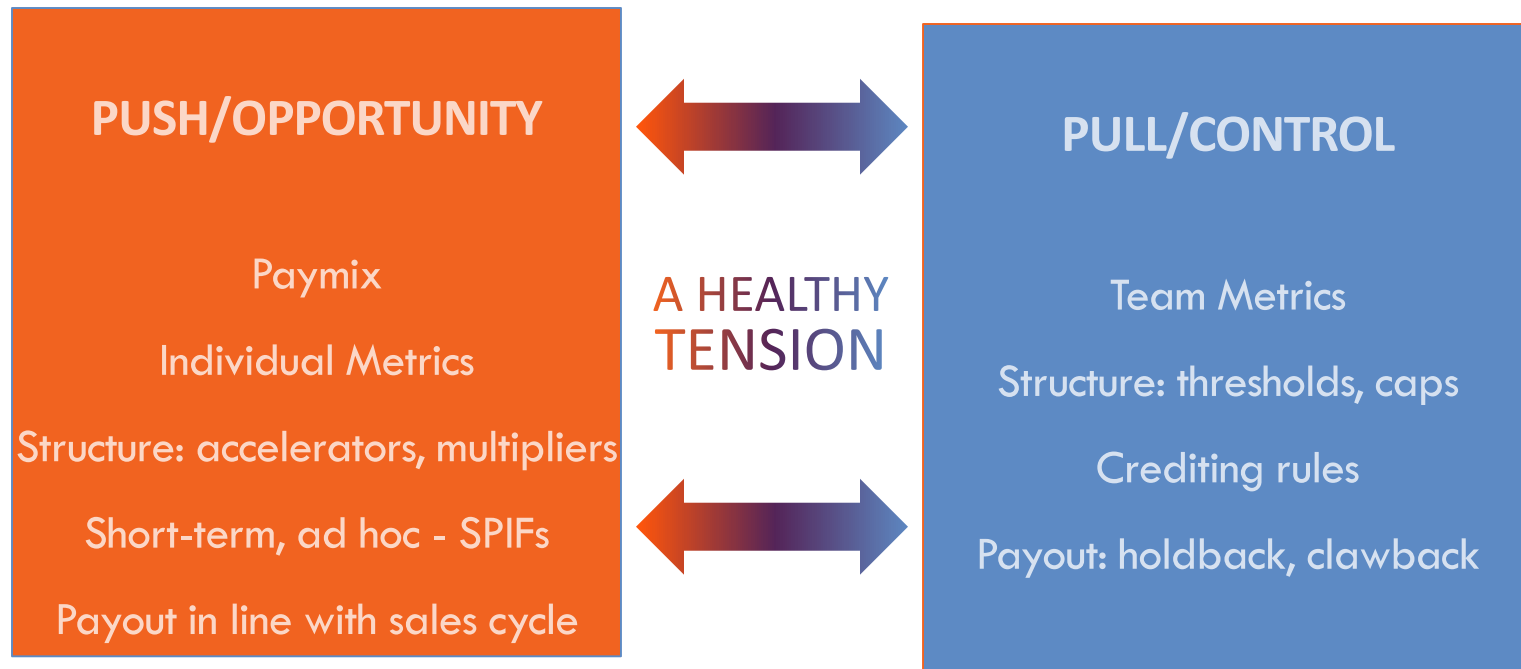 PUSH/OPPORTUNITY
Paymix
Individual Metrics
Structure: accelerators, multipliers
Short-term, ad hoc - SPIFs
Payout in line with sales cycle
A HEALTHY
TENSION
PULL/CONTROL
Team Metrics
Structure: thresholds, caps
Crediting rules
Payout: holdback, clawback